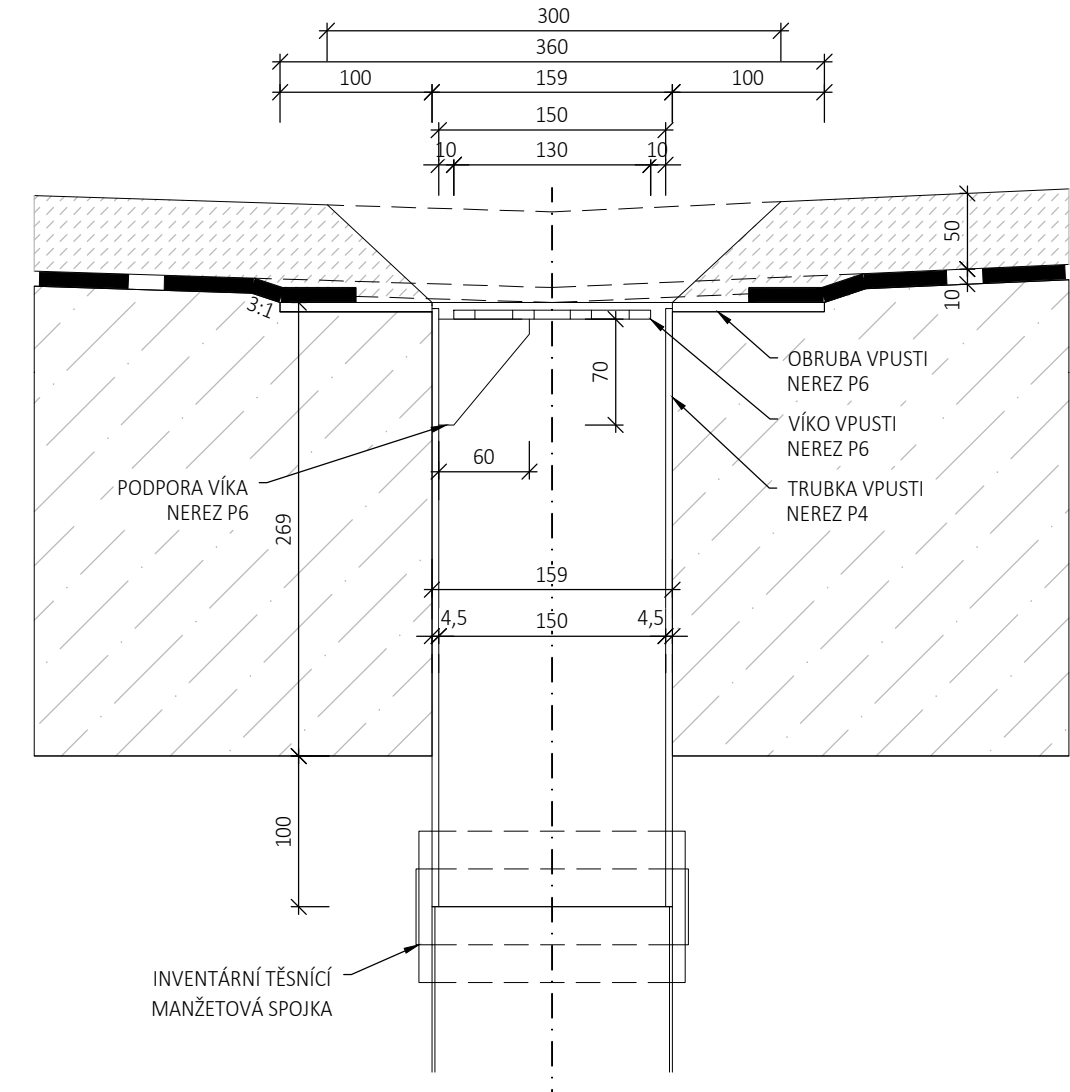 300
360
100
159
100
150
10
130
10
50
10
3:1
OBRUBA VPUSTI
NEREZ P6
70
VÍKO VPUSTI
NEREZ P6
60
PODPORA VÍKA
NEREZ P6
TRUBKA VPUSTI
NEREZ P4
269
159
4,5
150
4,5
100
INVENTÁRNÍ TĚSNÍCÍ
MANŽETOVÁ SPOJKA